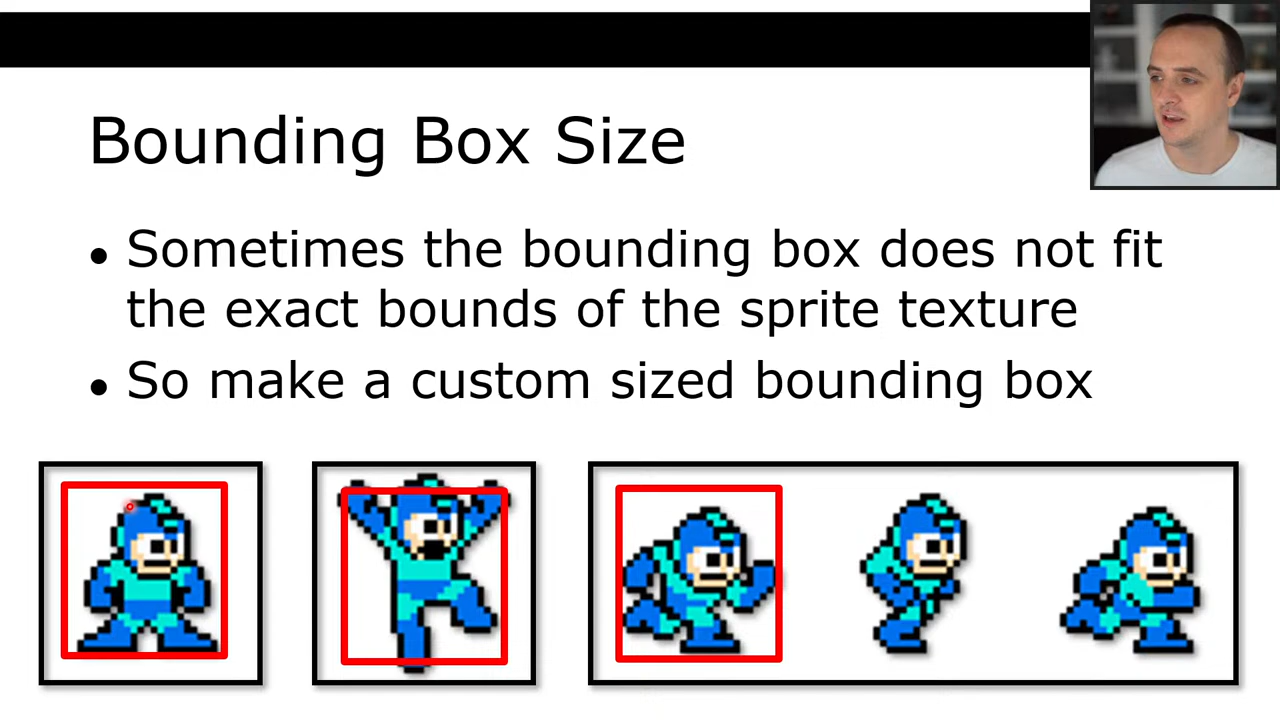 Bounding Box Size
• Sometimes the bounding box does not fit
the exact bounds of the sprite texture
• So make a custom sized bounding box